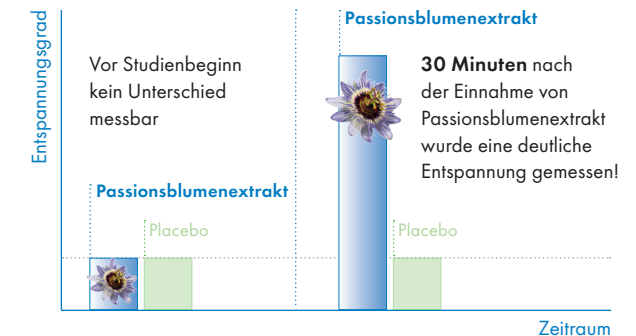 Entspannungsgrad
Vor Studienbeginn
kein Unterschied
messbar
Passionsblumenextrakt
Placebo
Passionsblumenextrakt
30 Minuten nach
der Einnahme von
Passionsblumenextrakt
wurde eine deutliche
Entspannung gemessen!
Placebo
Zeitraum